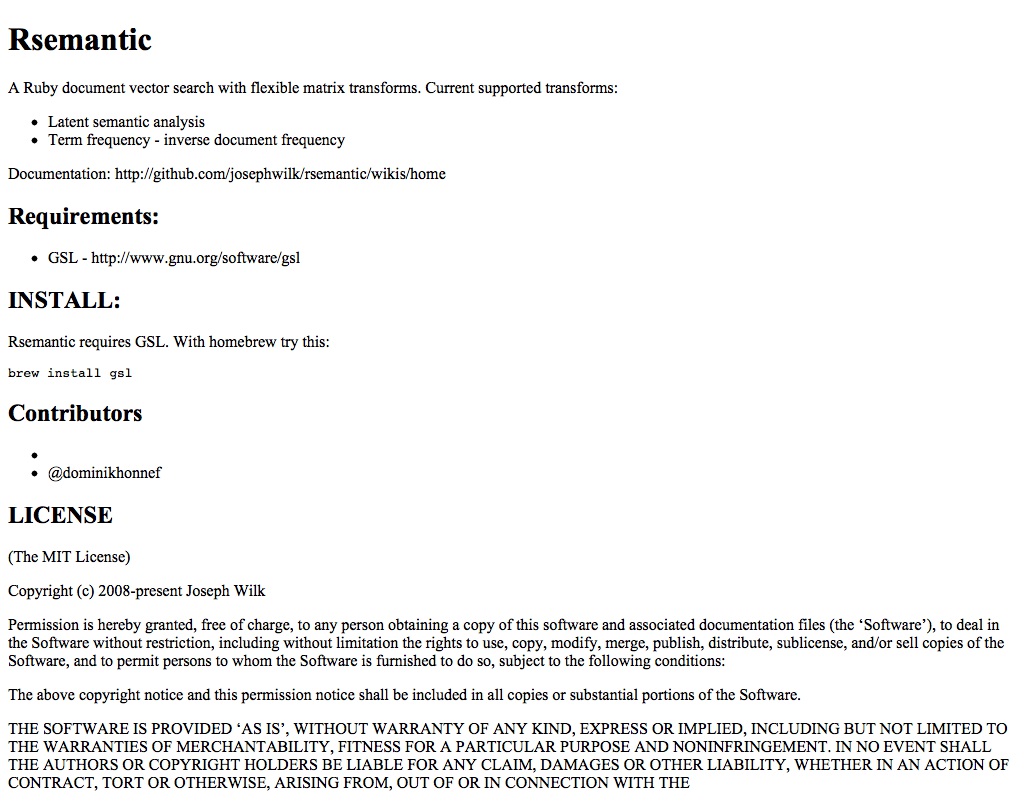 Rsemantic
A Ruby document vector search with flexible matrix transforms. Current supported transforms:
• Latent semantic analysis
• Term frequency - inverse document frequency
Documentation: http://github.com/josephwilk/rsemantic/wikis/home
Requirements:
• GSL - http://www.gnu.org/software/gsl
INSTALL:
Rsemantic requires GSL. With homebrew try this:
brew install gsl
Contributors
•
• @dominikhonnef
LICENSE
(The MIT License)
Copyright (c) 2008-present Joseph Wilk
Permission is hereby granted, free of charge, to any person obtaining a copy of this software and associated documentation files (the ‘Software’), to deal in
the Software without restriction, including without limitation the rights to use, copy, modify, merge, publish, distribute, sublicense, and/or sell copies of the
Software, and to permit persons to whom the Software is furnished to do so, subject to the following conditions:
The above copyright notice and this permission notice shall be included in all copies or substantial portions of the Software.
THE SOFTWARE IS PROVIDED ‘AS IS’, WITHOUT WARRANTY OF ANY KIND, EXPRESS OR IMPLIED, INCLUDING BUT NOT LIMITED TO
THE WARRANTIES OF MERCHANTABILITY, FITNESS FOR A PARTICULAR PURPOSE AND NONINFRINGEMENT. IN NO EVENT SHALL
THE AUTHORS OR COPYRIGHT HOLDERS BE LIABLE FOR ANY CLAIM, DAMAGES OR OTHER LIABILITY, WHETHER IN AN ACTION OF
CONTRACT, TORT OR OTHERWISE, ARISING FROM, OUT OF OR IN CONNECTION WITH THE